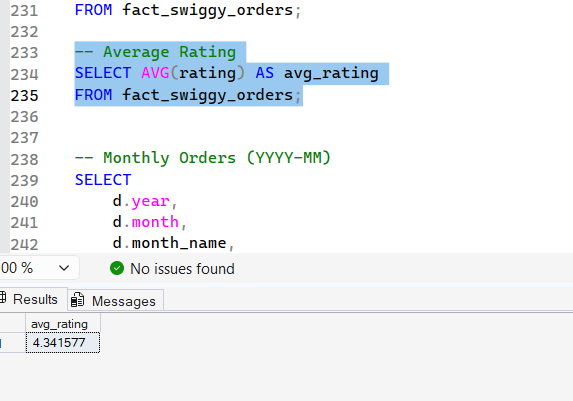 231 FROM fact_swiggy_orders;
232
233 -- Average Rating
234 SELECT AVG(rating) AS avg_rating
235 FROM fact_swiggy_orders;
236
237
238 -- Monthly Orders (YYYY-MM)
239 SELECT
240 d.year,
241 d.month,
242 d.month_name,
00 % No issues found
Results Messages
avg_rating
4.341577